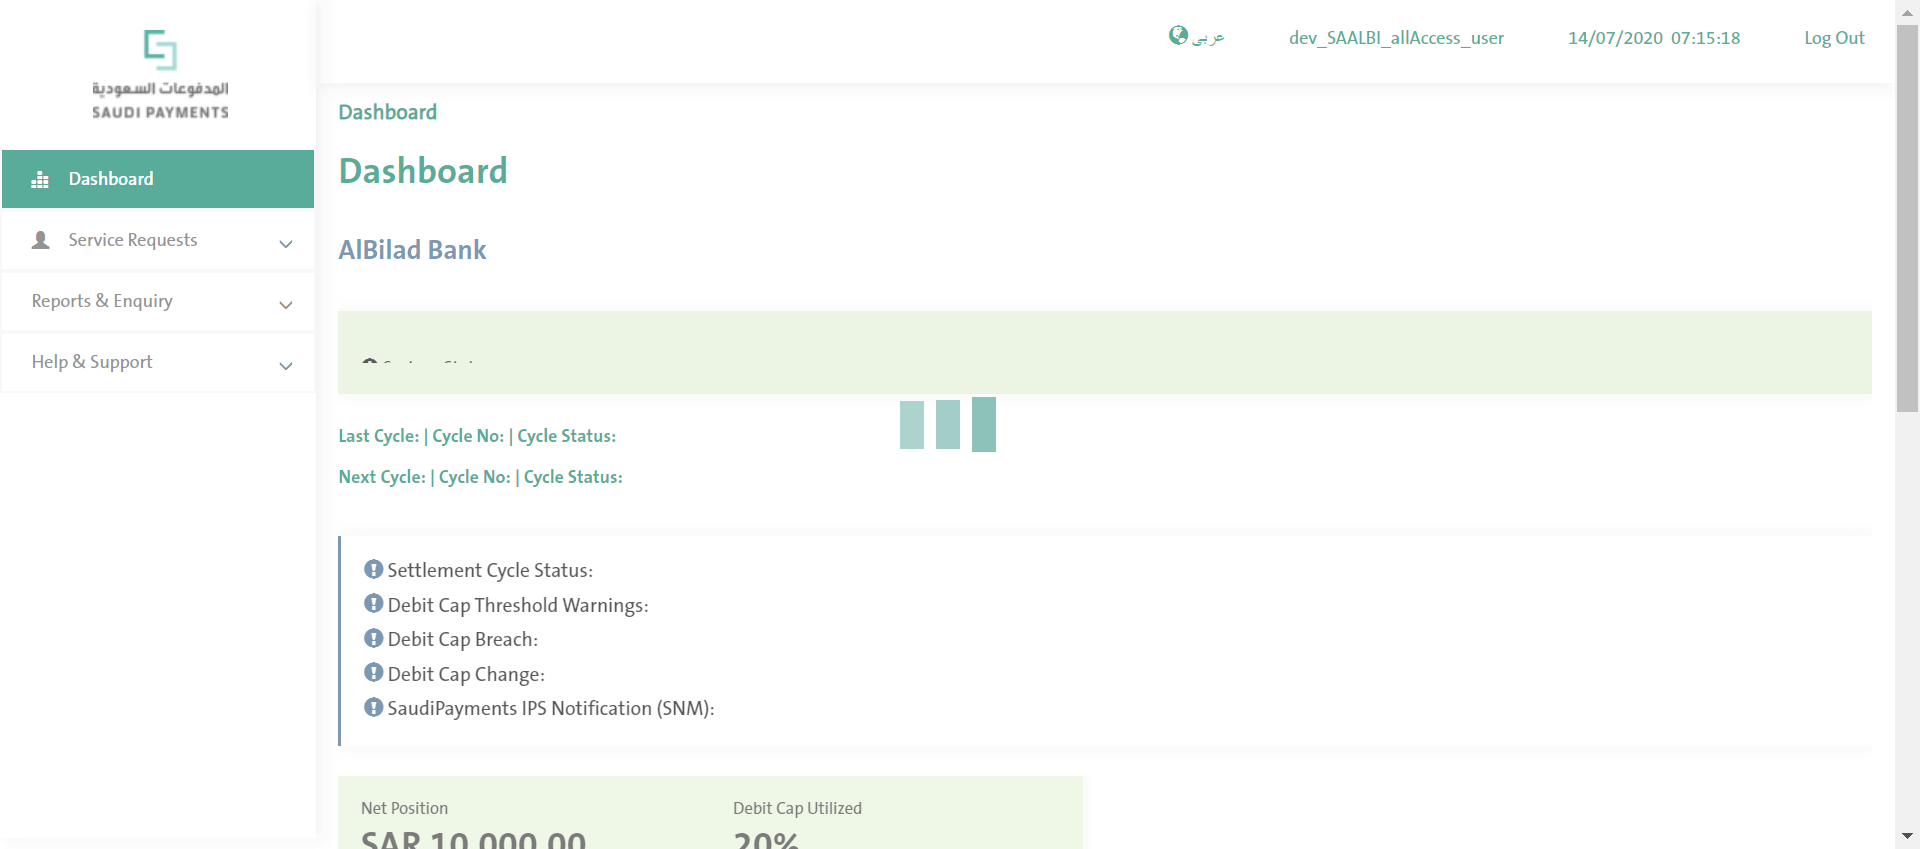 عربى
dev_SAALBI_allAccess_user
14/07/2020 07:15:18
Log Out
المدفوعات السعودية
SAUDI PAYMENTS
Dashboard
Service Requests
Reports & Enquiry
Help & Support
Dashboard
Dashboard
AlBilad Bank
Last Cycle: | Cycle No: | Cycle Status:
Next Cycle: | Cycle No: | Cycle Status:
Settlement Cycle Status:
Debit Cap Threshold Warnings:
Debit Cap Breach:
Debit Cap Change:
SaudiPayments IPS Notification (SNM):
Net Position
Debit Cap Utilized
SAR 10,000.00
20%